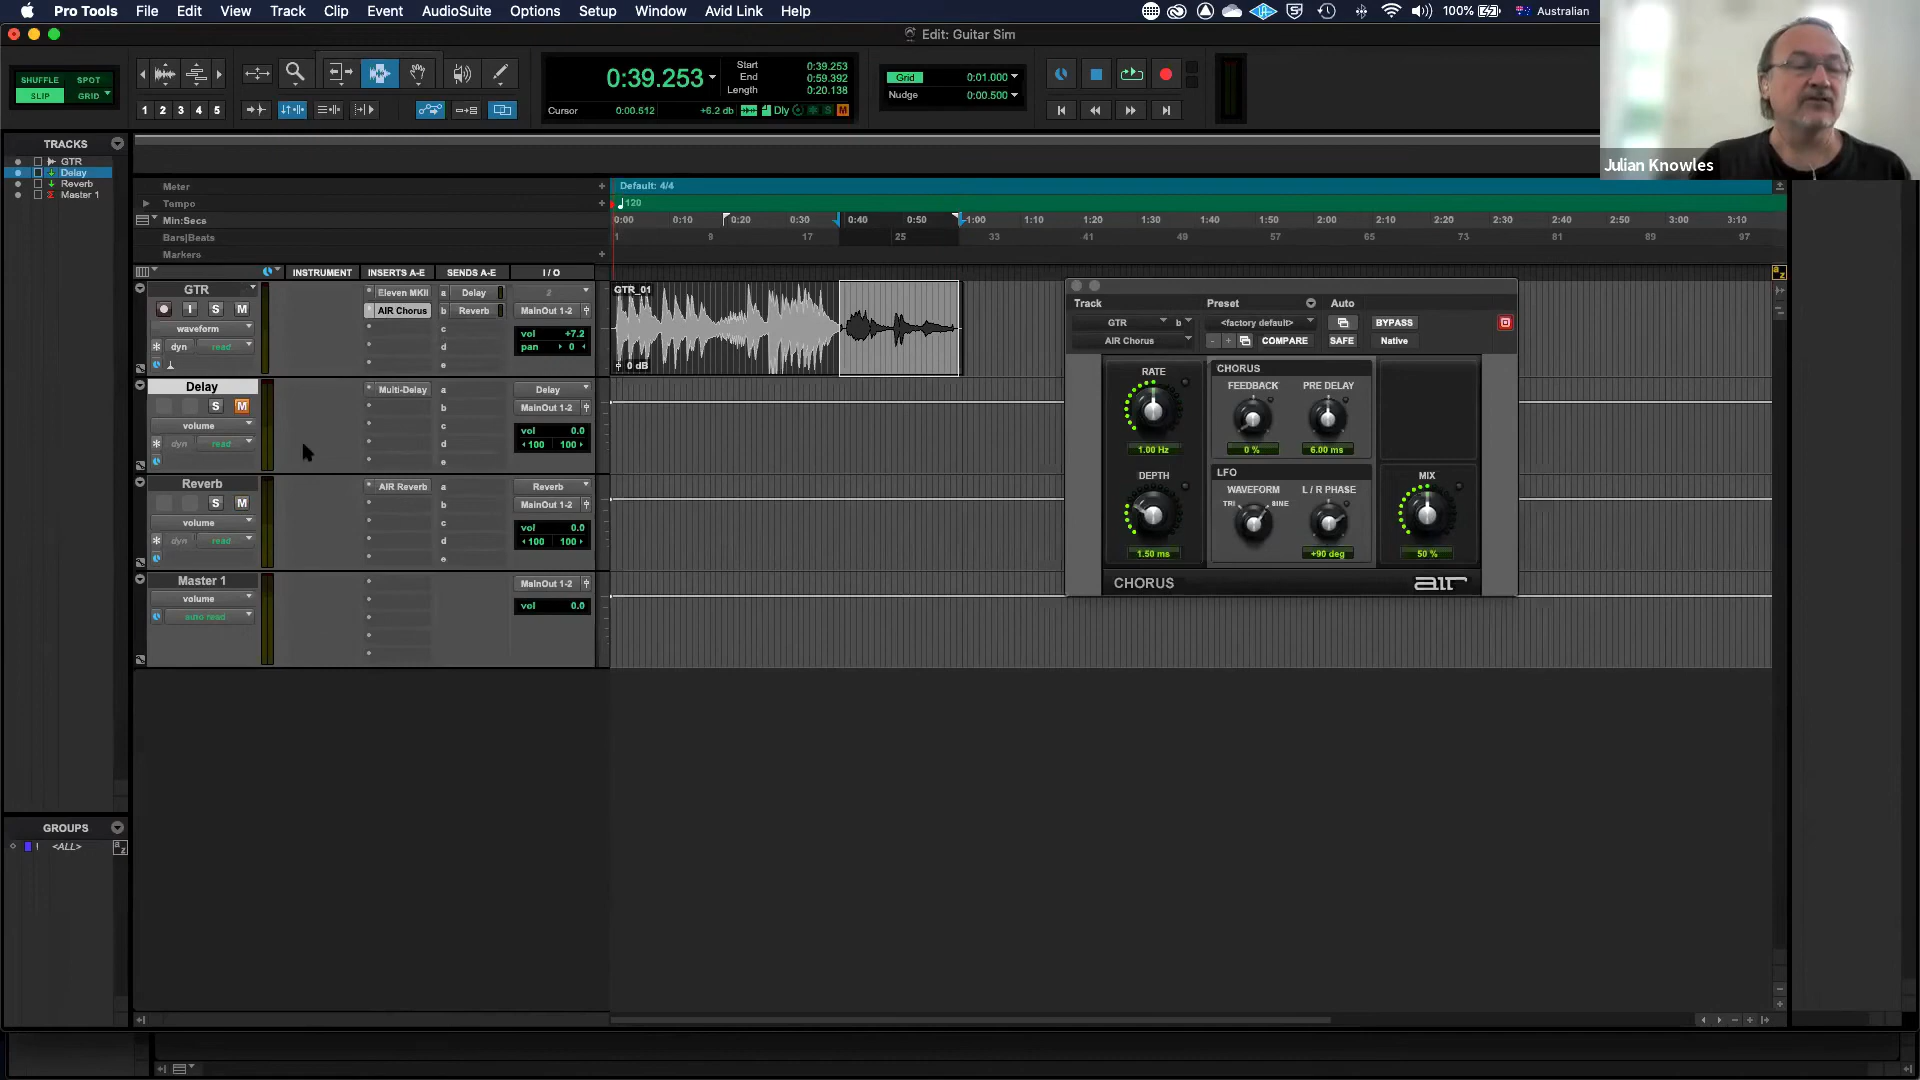 Pro Tools File Edit View Track Clip Event AudioSuite Options Setup Window Avid Link Help 100% Australian
Edit: Guitar Sim
SHUFFLE SPOT
SLIP GRID
1 2 3 4 5
0:39.253
Start 0:39.253
End 0:59.392
Length 0:20.138
Cursor 0:00.512 +6.2 db Dly S M
Grid 0:01.000
Nudge 0:00.500
Julian Knowles
TRACKS
GTR
Delay
Reverb
Master 1
Meter
Default: 4/4
Tempo
120
Min:Secs
0:00 0:10 0:20 0:30 0:40 0:50 1:00 1:10 1:20 1:30 1:40 1:50 2:00 2:10 2:20 2:30 2:40 2:50 3:00 3:10
Bars|Beats
1 9 17 25 33 41 49 57 65 73 81 89 97
Markers
INSTRUMENT INSERTS A-E SENDS A-E I / O
GTR
I S M
waveform
dyn read
Eleven MKII
AIR Chorus
a Delay
b Reverb
c
d
e
2
MainOut 1-2
vol +7.2
pan 0
GTR_01
0 dB
Delay
S M
volume
dyn read
Multi-Delay
a
b
c
d
e
Delay
MainOut 1-2
vol 0.0
100 100
Reverb
S M
volume
dyn read
AIR Reverb
a
b
c
d
e
Reverb
MainOut 1-2
vol 0.0
100 100
Master 1
volume
auto read
MainOut 1-2
vol 0.0
Track Preset Auto
GTR b <factory default> BYPASS
AIR Chorus - + COMPARE SAFE Native
RATE
1.00 Hz
DEPTH
1.50 ms
CHORUS
FEEDBACK PRE DELAY
0 % 6.00 ms
LFO
WAVEFORM L / R PHASE
TRI SINE
+90 deg
MIX
50 %
CHORUS air
GROUPS
! <ALL>
a z